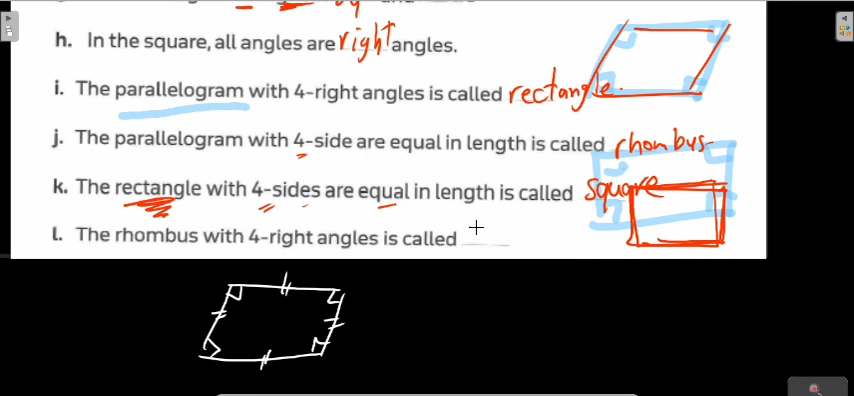 h. In the square, all angles are right angles.
i. The parallelogram with 4-right angles is called rectangle.
j. The parallelogram with 4-side are equal in length is called rhombus
k. The rectangle with 4-sides are equal in length is called square
l. The rhombus with 4-right angles is called